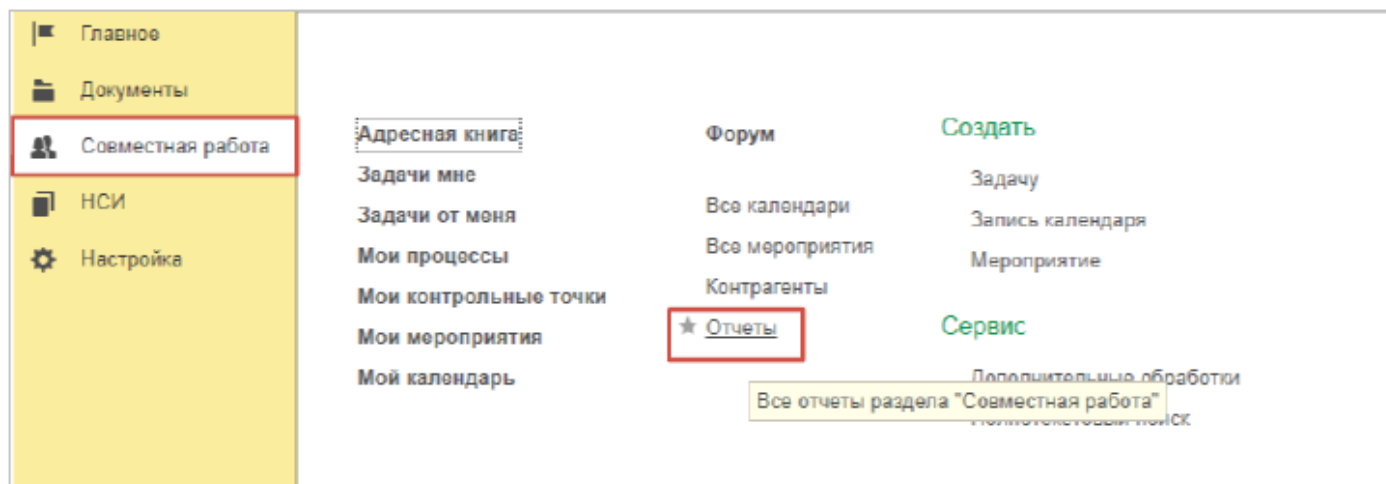 Главное
Документы
Совместная работа
НСИ
Настройка
Адресная книга
Задачи мне
Задачи от меня
Мои процессы
Мои контрольные точки
Мои мероприятия
Мой календарь
Форум
Все календари
Все мероприятия
Контрагенты
Отчеты
Все отчеты раздела "Совместная работа"
Создать
Задачу
Запись календаря
Мероприятие
Сервис
Дополнительные обработки
Полнотекстовый поиск